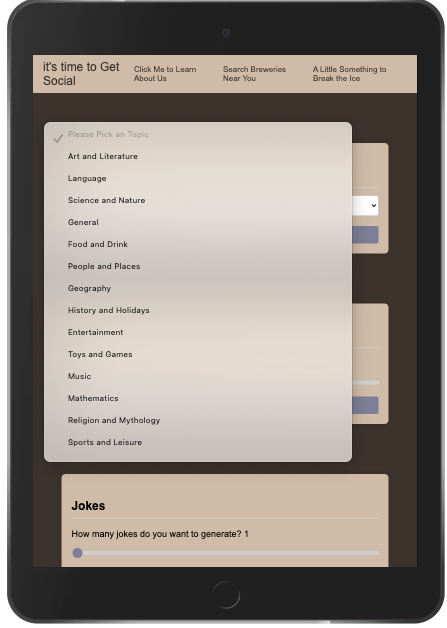 it's time to Get
Social
Click Me to Learn
About Us
Search Breweries
Near You
A Little Something to
Break the Ice
Please Pick an Topic
Art and Literature
Language
Science and Nature
General
Food and Drink
People and Places
Geography
History and Holidays
Entertainment
Toys and Games
Music
Mathematics
Religion and Mythology
Sports and Leisure
Jokes
How many jokes do you want to generate? 1